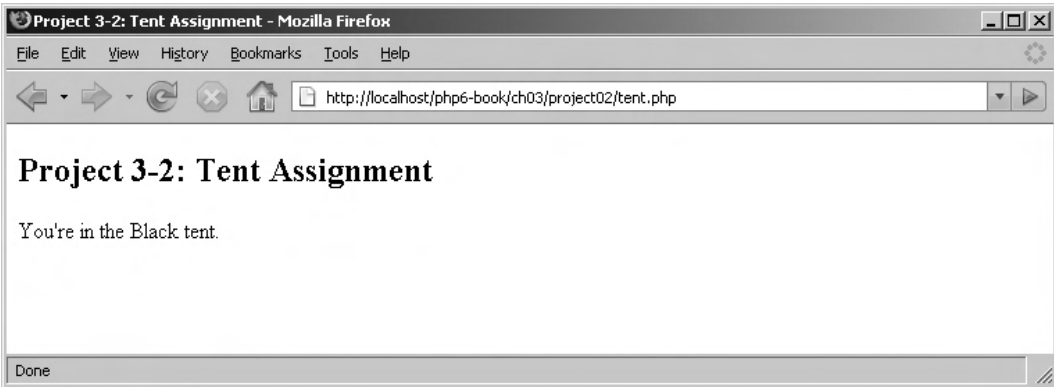 Project 3-2: Tent Assignment - Mozilla Firefox
File Edit View History Bookmarks Tools Help
http://localhost/php6-book/ch03/project02/tent.php
Project 3-2: Tent Assignment
You're in the Black tent.
Done